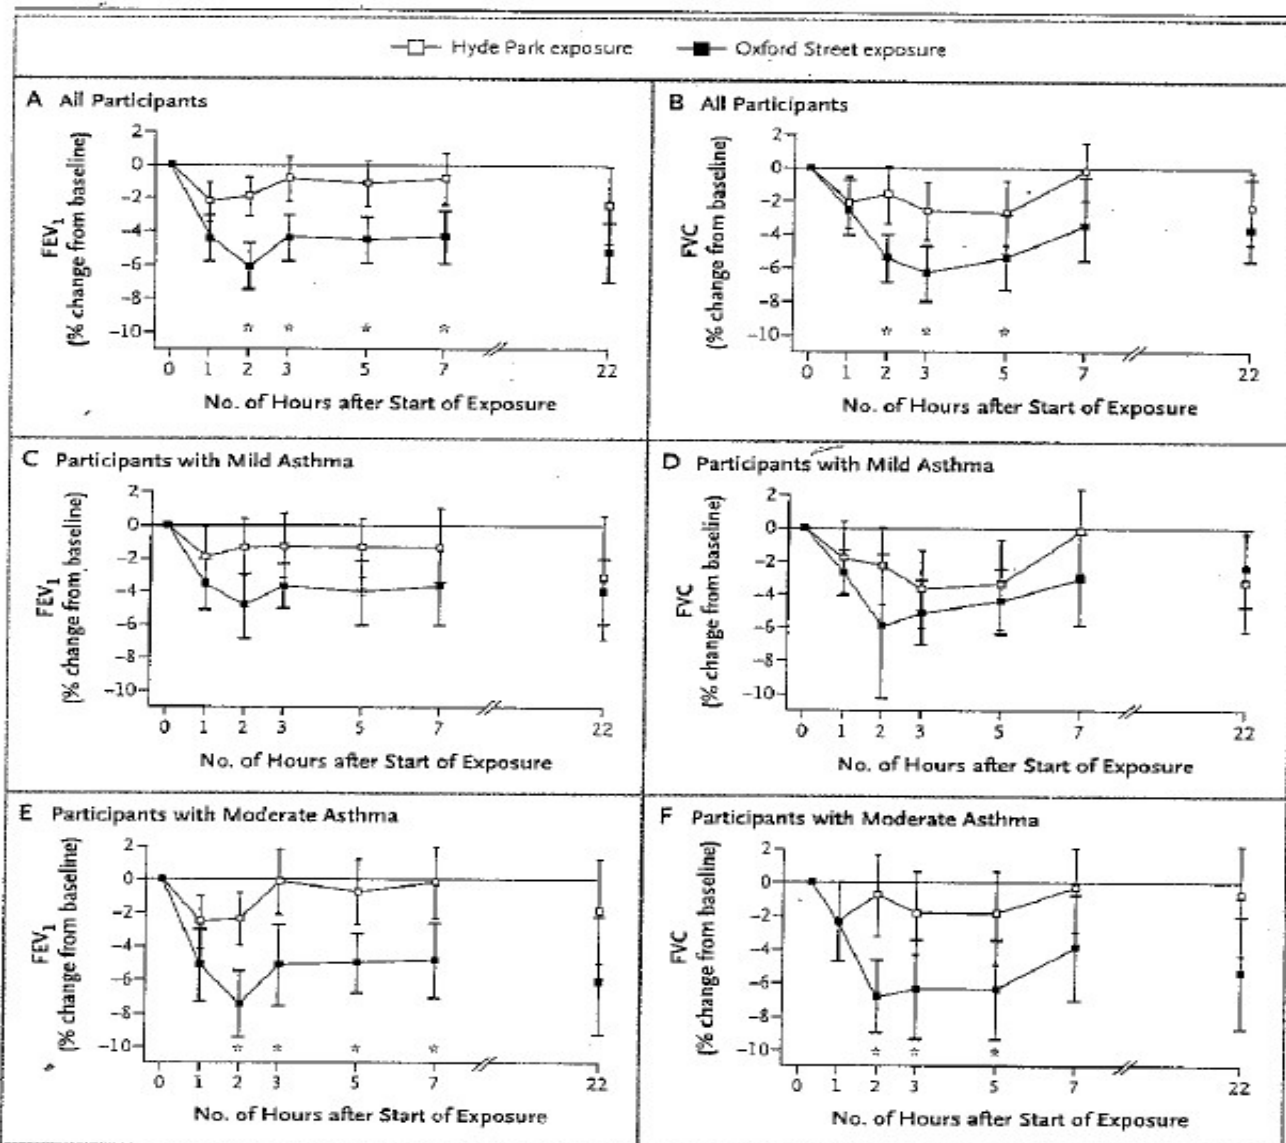 Hyde Park exposure Oxford Street exposure
A All Participants
FEV1
(% change from baseline)
2
0
−2
−4
−6
−8
−10
* * * *
0 1 2 3 5 7 22
No. of Hours after Start of Exposure
B All Participants
FVC
(% change from baseline)
2
0
−2
−4
−6
−8
−10
* * *
0 1 2 3 5 7 22
No. of Hours after Start of Exposure
C Participants with Mild Asthma
FEV1
(% change from baseline)
2
0
−2
−4
−6
−8
−10
0 1 2 3 5 7 22
No. of Hours after Start of Exposure
D Participants with Mild Asthma
FVC
(% change from baseline)
2
0
−2
−4
−6
−8
−10
0 1 2 3 5 7 22
No. of Hours after Start of Exposure
E Participants with Moderate Asthma
FEV1
(% change from baseline)
2
0
−2
−4
−6
−8
−10
* * * *
0 1 2 3 5 7 22
No. of Hours after Start of Exposure
F Participants with Moderate Asthma
FVC
(% change from baseline)
2
0
−2
−4
−6
−8
−10
* * *
0 1 2 3 5 7 22
No. of Hours after Start of Exposure